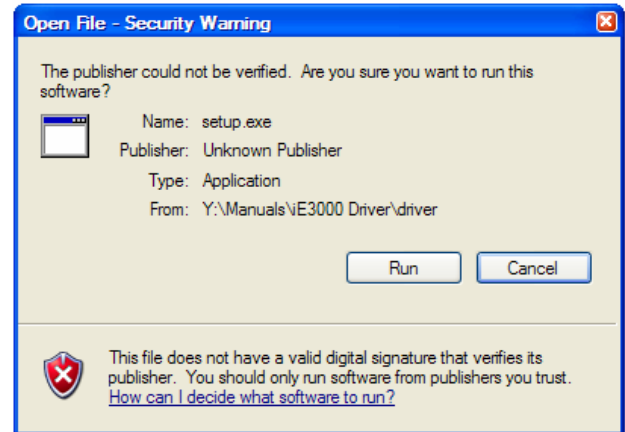 Open File - Security Warning
The publisher could not be verified. Are you sure you want to run this
software?
Name: setup.exe
Publisher: Unknown Publisher
Type: Application
From: Y:\Manuals\iE3000 Driver\driver
Run Cancel
This file does not have a valid digital signature that verifies its
publisher. You should only run software from publishers you trust.
How can I decide what software to run?